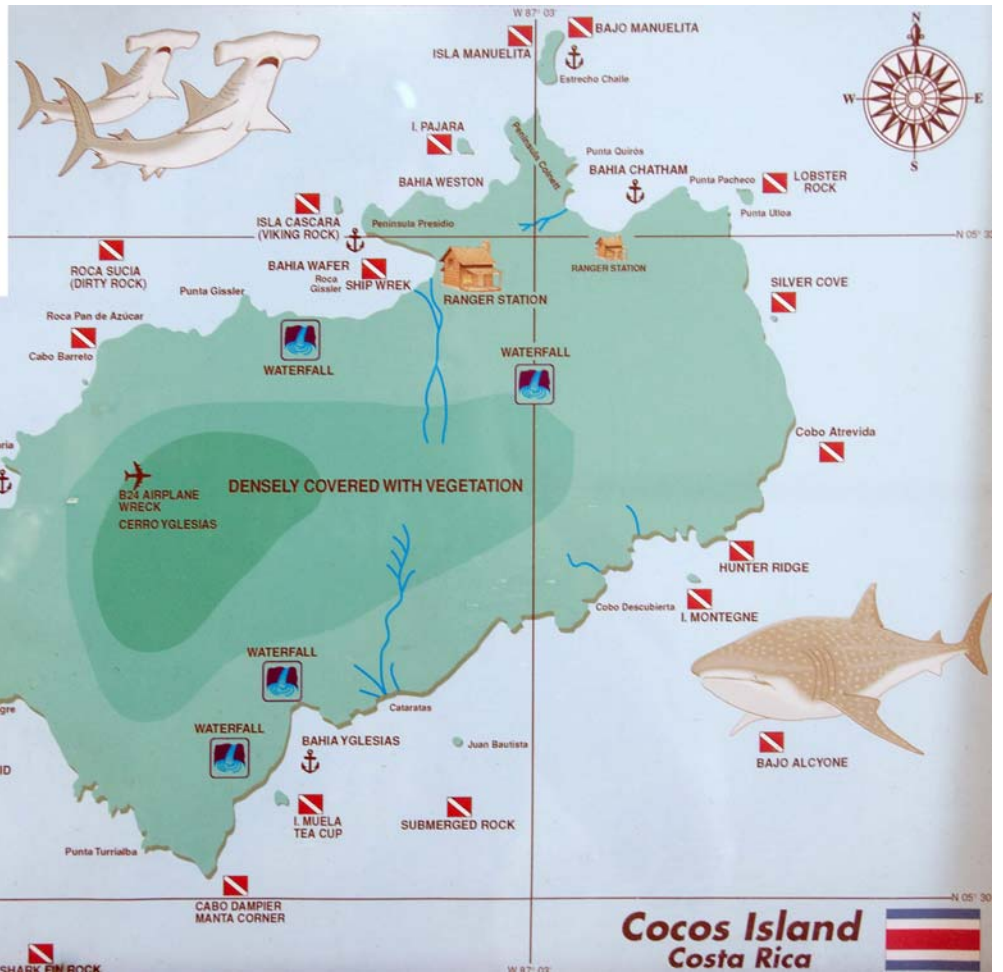 W 87° 03'
ISLA MANUELITA
BAJO MANUELITA
Estrecho Challe
N
W
E
S
I. PAJARA
Peninsula Colnett
Punta Quirós
BAHIA CHATHAM
BAHIA WESTON
Punta Pacheco
LOBSTER
ROCK
Punta Ulloa
ISLA CASCARA
(VIKING ROCK)
Peninsula Presidio
N 05° 33
ROCA SUCIA
(DIRTY ROCK)
BAHIA WAFER
Roca
Gissler
SHIP WREK
RANGER STATION
RANGER STATION
SILVER COVE
Punta Gissler
Roca Pan de Azúcar
Cabo Barreto
WATERFALL
WATERFALL
Cobo Atrevida
B24 AIRPLANE
WRECK
CERRO YGLESIAS
DENSELY COVERED WITH VEGETATION
HUNTER RIDGE
Cobo Descubierta
I. MONTEGNE
WATERFALL
Cataratas
WATERFALL
BAHIA YGLESIAS
Juan Bautista
BAJO ALCYONE
I. MUELA
TEA CUP
SUBMERGED ROCK
Punta Turrialba
CABO DAMPIER
MANTA CORNER
N 05° 30
SHARK FIN ROCK
W 87° 03'
Cocos Island
Costa Rica